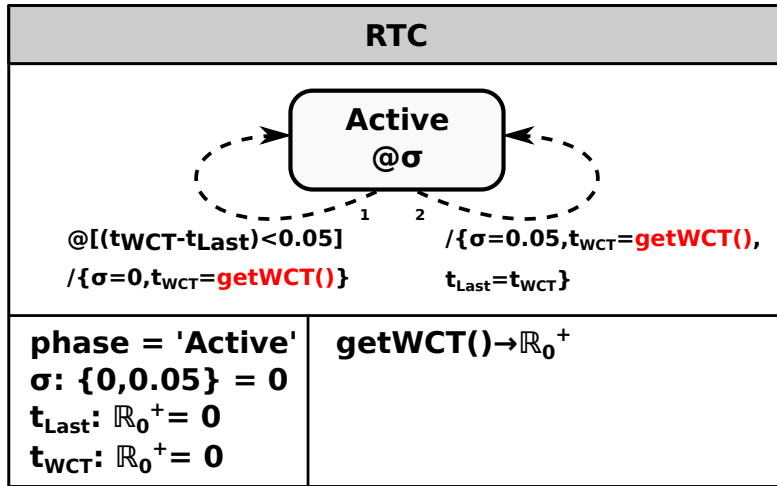 RTC
Active
@σ
1 2
@[(tWCT-tLast)<0.05]
/{σ=0,tWCT=getWCT()}
/{σ=0.05,tWCT=getWCT(),
tLast=tWCT}
phase = 'Active'
σ: {0,0.05} = 0
tLast: ℝ₀⁺= 0
tWCT: ℝ₀⁺= 0
getWCT()→ℝ₀⁺